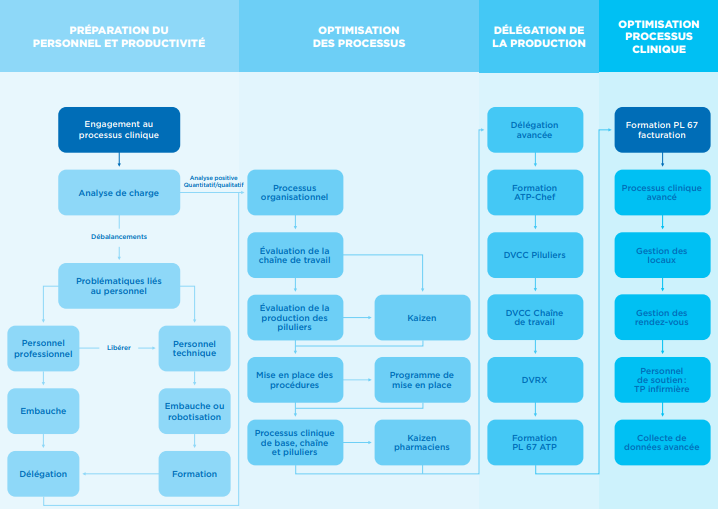 PRÉPARATION DU
PERSONNEL ET PRODUCTIVITÉ
OPTIMISATION
DES PROCESSUS
DÉLÉGATION DE
LA PRODUCTION
OPTIMISATION
PROCESSUS
CLINIQUE
Engagement au
processus clinique
Analyse de charge
Analyse positive
Quantitatif/qualitatif
Débalancements
Problématiques liés
au personnel
Personnel
professionnel
Libérer
Personnel
technique
Embauche
Embauche ou
robotisation
Délégation
Formation
Processus
organisationnel
Évaluation de la
chaîne de travail
Évaluation de la
production des
piluliers
Kaizen
Mise en place des
procédures
Programme de
mise en place
Processus clinique
de base, chaîne
et piluliers
Kaizen
pharmaciens
Délégation
avancée
Formation
ATP-Chef
DVCC Piluliers
DVCC Chaîne
de travail
DVRX
Formation
PL 67 ATP
Formation PL 67
facturation
Processus clinique
avancé
Gestion des
locaux
Gestion des
rendez-vous
Personnel
de soutien :
TP infirmière
Collecte de
données avancée